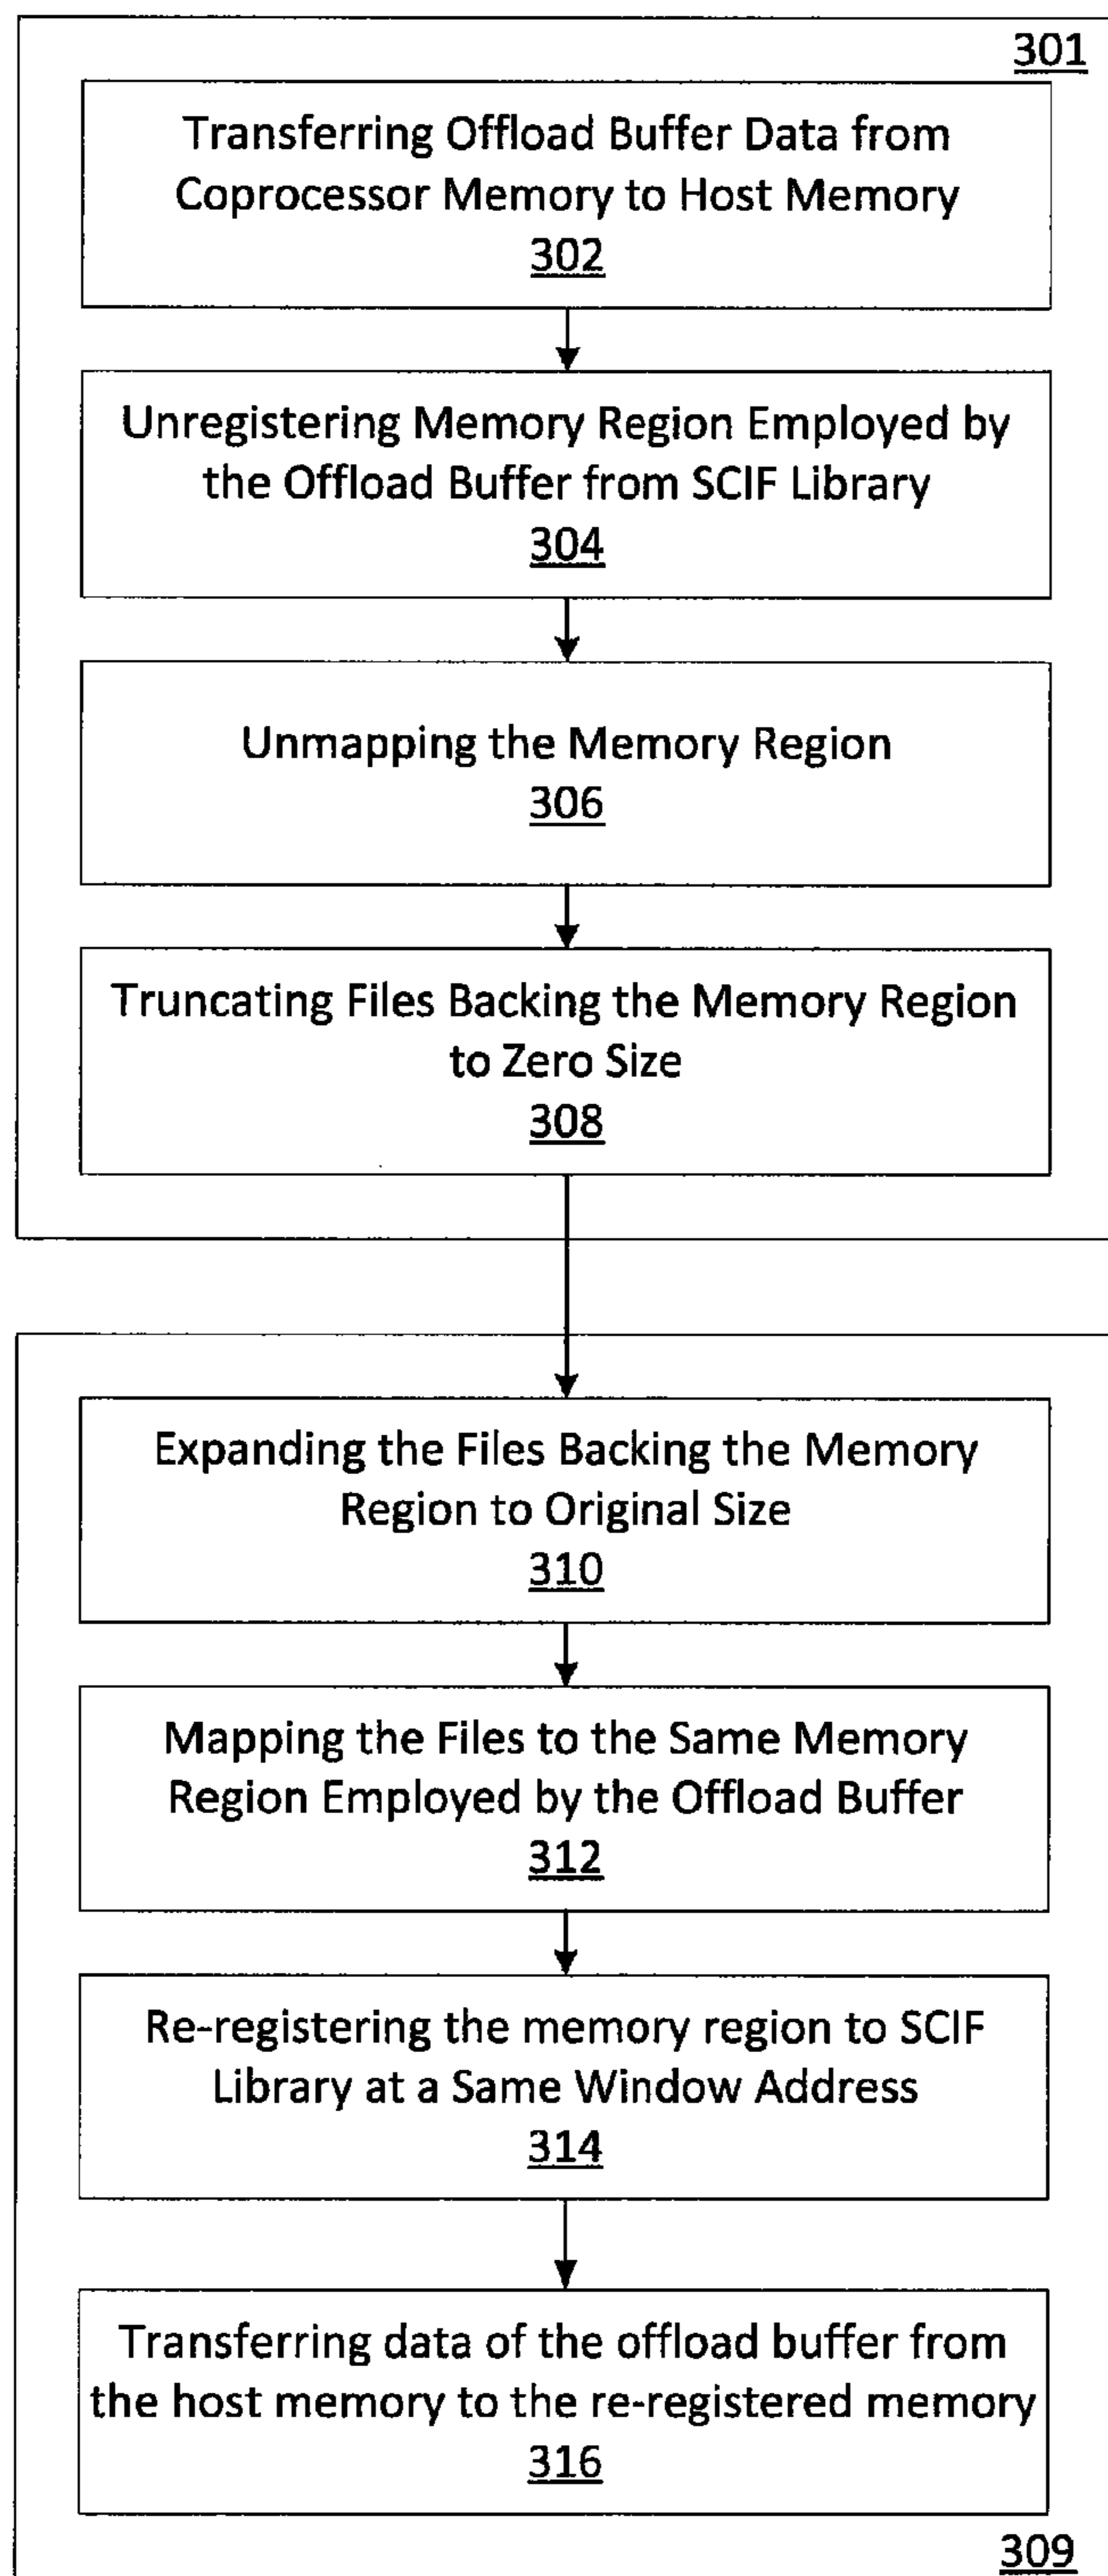 301
Transferring Offload Buffer Data from
Coprocessor Memory to Host Memory
302
Unregistering Memory Region Employed by
the Offload Buffer from SCIF Library
304
Unmapping the Memory Region
306
Truncating Files Backing the Memory Region
to Zero Size
308
Expanding the Files Backing the Memory
Region to Original Size
310
Mapping the Files to the Same Memory
Region Employed by the Offload Buffer
312
Re-registering the memory region to SCIF
Library at a Same Window Address
314
Transferring data of the offload buffer from
the host memory to the re-registered memory
316
309